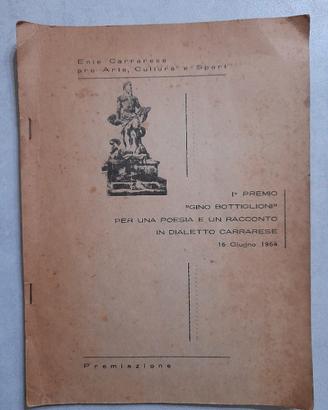 Ente Carrarese
pro Arte, Cultura e Sport
I° PREMIO
"GINO BOTTIGLIONI"
PER UNA POESIA E UN RACCONTO
IN DIALETTO CARRARESE
16 Giugno 1964
Premiazione